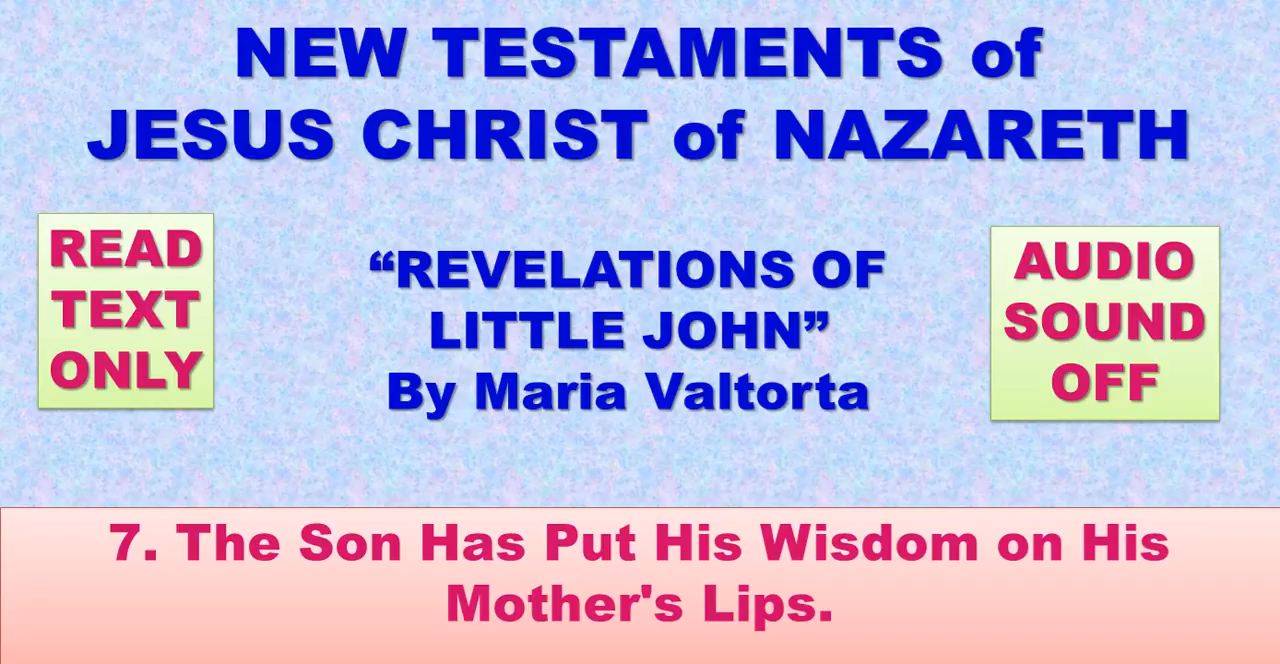 NEW TESTAMENTS of
JESUS CHRIST of NAZARETH
READ
TEXT
ONLY
“REVELATIONS OF
LITTLE JOHN”
By Maria Valtorta
AUDIO
SOUND
OFF
7. The Son Has Put His Wisdom on His
Mother's Lips.